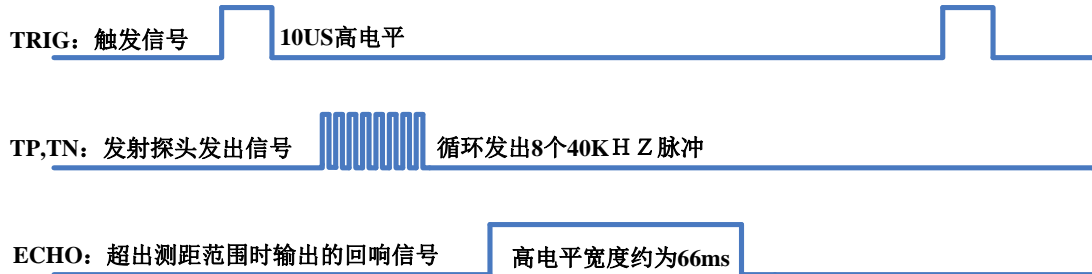 TRIG：触发信号 10US高电平
TP,TN：发射探头发出信号 循环发出8个40KＨＺ脉冲
ECHO：超出测距范围时输出的回响信号 高电平宽度约为66ms